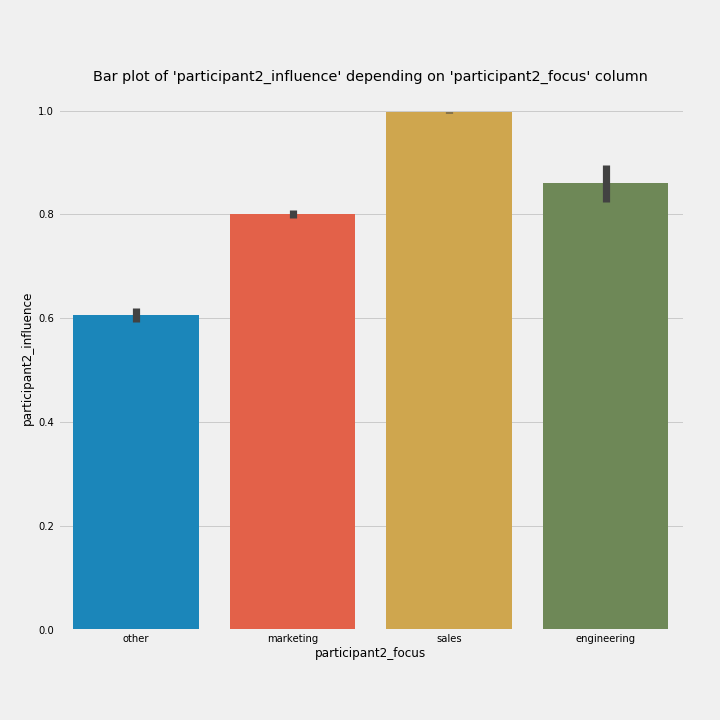 Bar plot of 'participant2_influence' depending on 'participant2_focus' column
1.0
0.8
0.6
0.4
0.2
0.0
participant2_influence
other
marketing
sales
engineering
participant2_focus